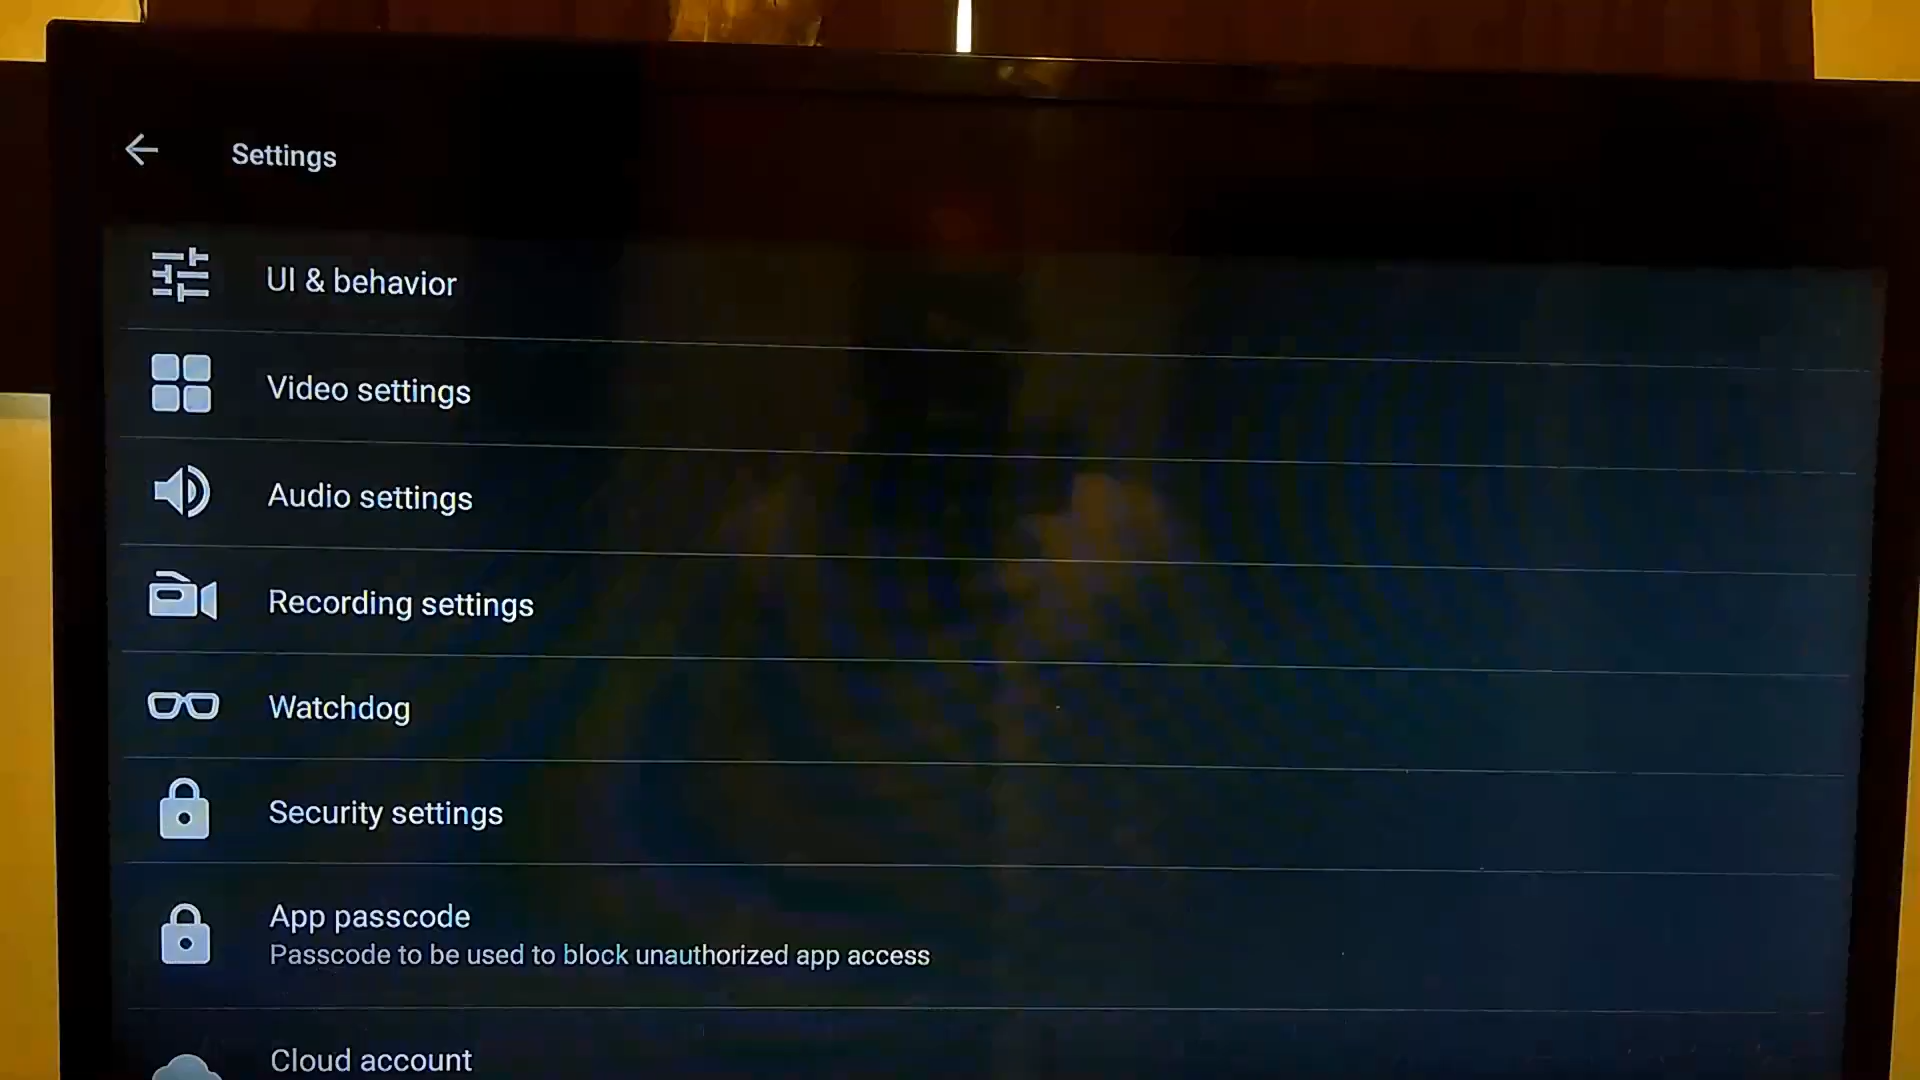 Settings
UI & behavior
Video settings
Audio settings
Recording settings
Watchdog
Security settings
App passcode
Passcode to be used to block unauthorized app access
Cloud account